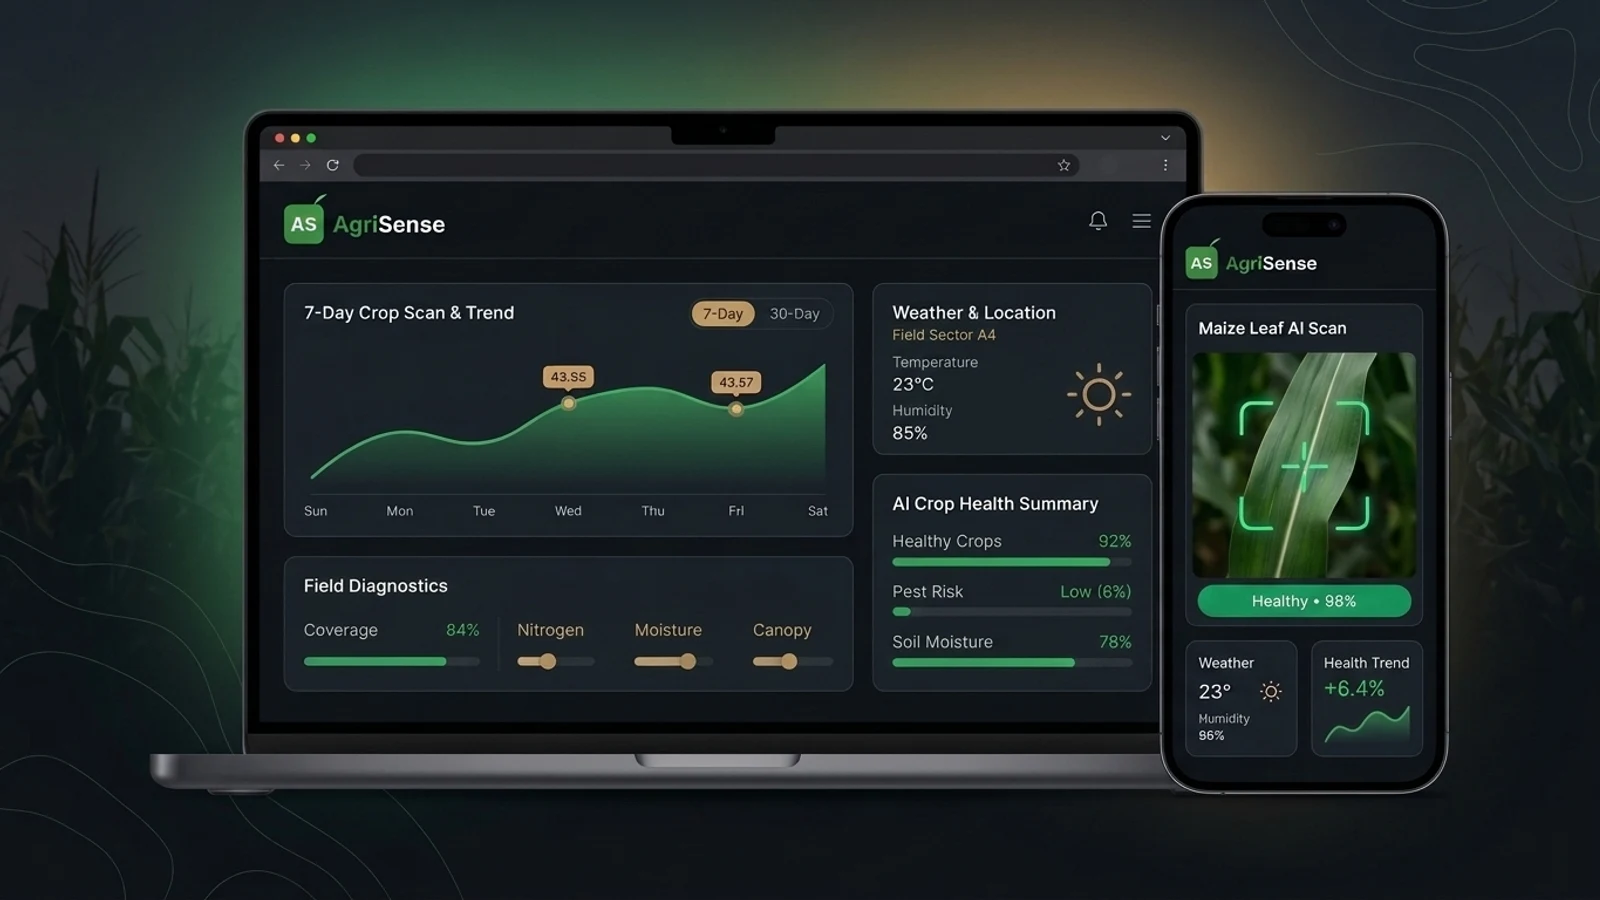 AS AgriSense
7-Day Crop Scan & Trend
7-Day 30-Day
43.SS
43.57
Sun Mon Tue Wed Thu Frl Sat
Field Diagnostics
Coverage 84%
Nitrogen Moisture Canopy
Weather & Location
Field Sector A4
Temperature
23°C
Humidity
85%
AI Crop Health Summary
Healthy Crops 92%
Pest Risk Low (6%)
Soil Moisture 78%
AS AgriSense
Maize Leaf AI Scan
Healthy • 98%
Weather
23°
Mumidity
96%
Health Trend
+6.4%